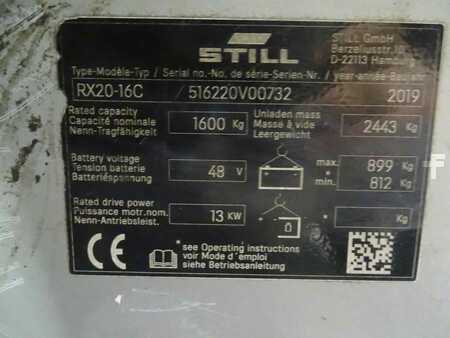 STILL
STILL GmbH
Berzeliusstr.10
D-22113 Hamburg
Type-Modèle-Typ / Serial no.-No. de série-Serien-Nr. / year-année-Baujahr
RX20-16C / 516220V00732 2019
Rated capacity
Capacité nominale
Nenn-Tragfähigkeit
1600 Kg
Unladen mass
Masse à vide
Leergewicht
2443 Kg
Battery voltage
Tension batterie
Batteriespannung
48 V
max. 899 Kg
*
min. 812 Kg
Rated drive power
Puissance motr.nom.
Nenn-Antriebsleist.
13 KW
* Kg
CE
*see Operating instructions
voir Mode d'emploi
siehe Betriebsanleitung
F